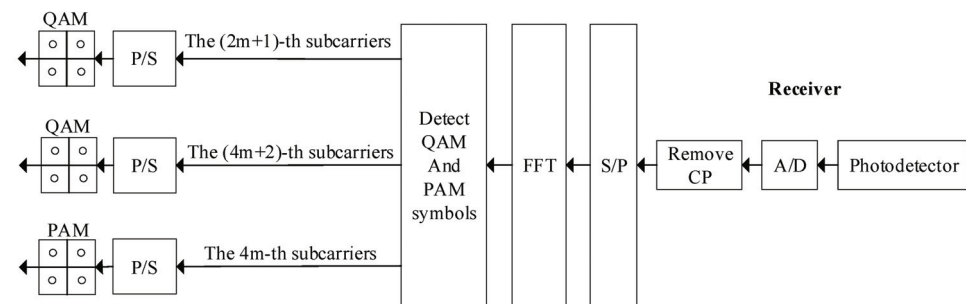 QAM
P/S
The (2m+1)-th subcarriers
QAM
P/S
The (4m+2)-th subcarriers
PAM
P/S
The 4m-th subcarriers
Detect
QAM
And
PAM
symbols
FFT
S/P
Receiver
Remove
CP
A/D
Photodetector